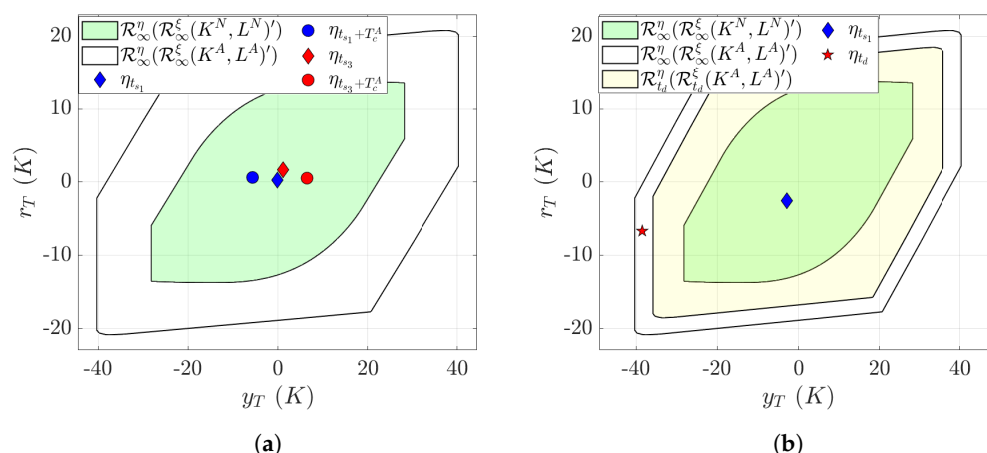 R^η_∞(R^ξ_∞(K^N, L^N)′)
R^η_∞(R^ξ_∞(K^A, L^A)′)
η_{t_{s_1}}
η_{t_{s_1}+T_c^A}
η_{t_{s_3}}
η_{t_{s_3}+T_c^A}
20
10
0
-10
-20
r_T (K)
-40 -20 0 20 40
y_T (K)
(a)
R^η_∞(R^ξ_∞(K^N, L^N)′)
R^η_∞(R^ξ_∞(K^A, L^A)′)
R^η_{t_d}(R^ξ_{t_d}(K^A, L^A)′)
η_{t_{s_1}}
η_{t_d}
20
10
0
-10
-20
r_T (K)
-40 -20 0 20 40
y_T (K)
(b)